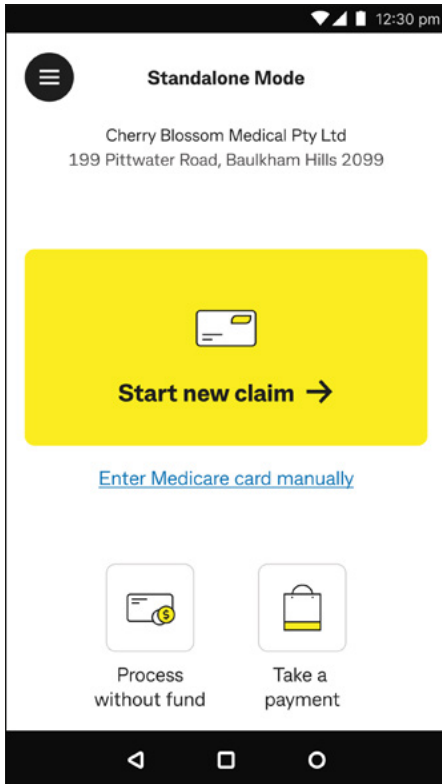 12:30 pm
Standalone Mode
Cherry Blossom Medical Pty Ltd
199 Pittwater Road, Baulkham Hills 2099
Start new claim →
Enter Medicare card manually
$
Process
without fund
Take a
payment